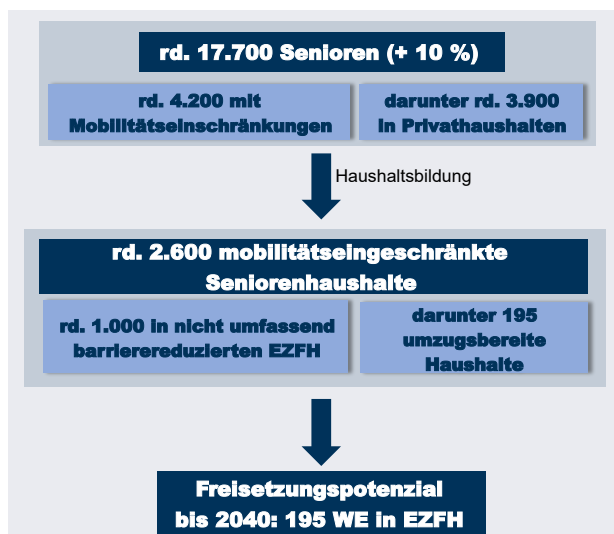 rd. 17.700 Senioren (+ 10 %)
rd. 4.200 mit
Mobilitätseinschränkungen
darunter rd. 3.900
in Privathaushalten
Haushaltsbildung
rd. 2.600 mobilitätseingeschränkte
Seniorenhaushalte
rd. 1.000 in nicht umfassend
barrierereduzierten EZFH
darunter 195
umzugsbereite
Haushalte
Freisetzungspotenzial
bis 2040: 195 WE in EZFH